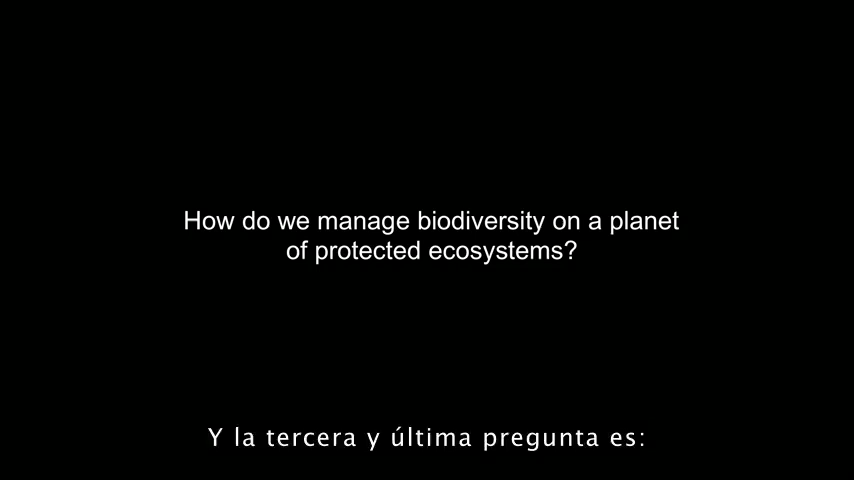 How do we manage biodiversity on a planet
of protected ecosystems?
Y la tercera y última pregunta es: